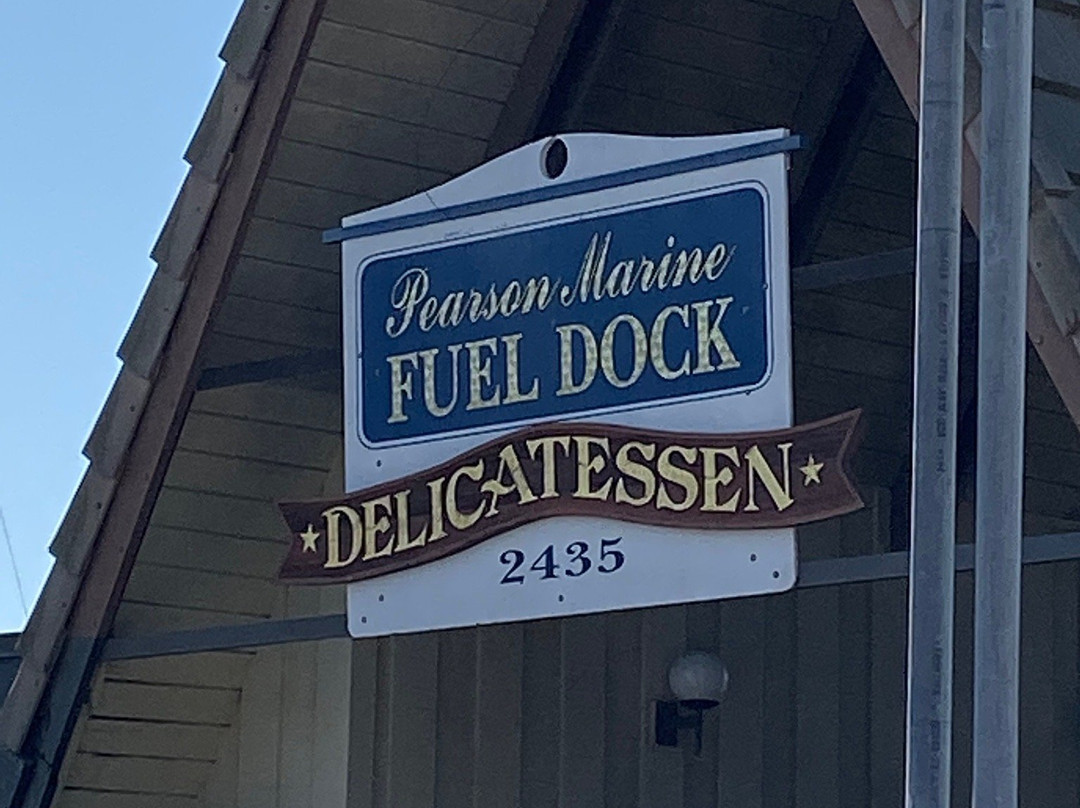 Pearson Marine
FUEL DOCK
DELICATESSEN
2435